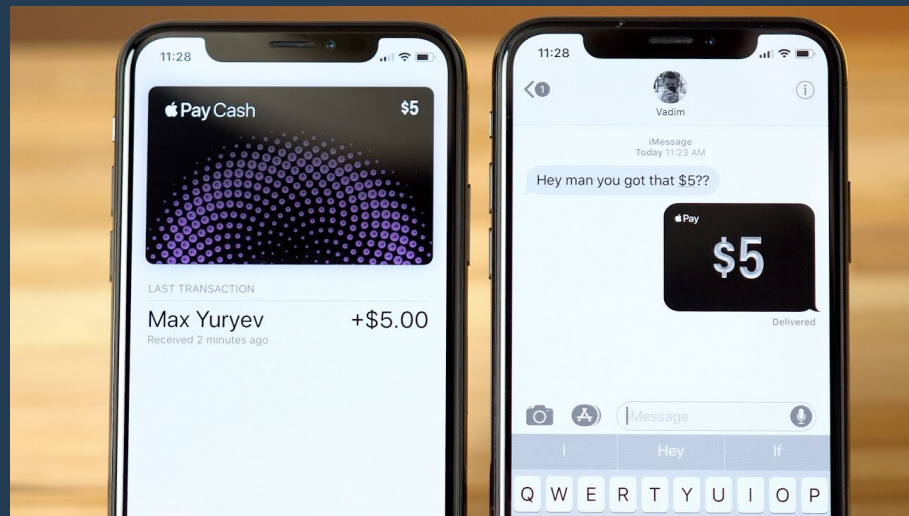 11:28
Pay Cash $5
LAST TRANSACTION
Max Yuryev +$5.00
Received 2 minutes ago
11:28
1
Vadim
iMessage
Today 11:23 AM
Hey man you got that $5??
Pay
$5
Delivered
iMessage
I Hey If
Q W E R T Y U I O P